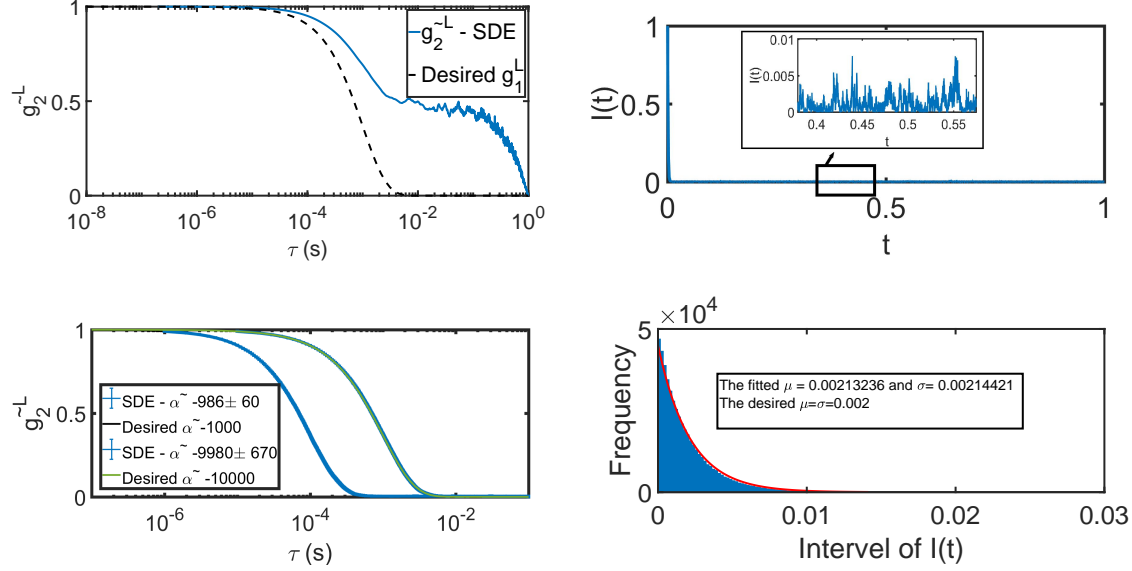 1
0.5
0
g₂~L
g₂~L - SDE
Desired g₁L
10⁻⁸
10⁻⁶
10⁻⁴
10⁻²
10⁰
τ (s)
1
0.5
0
I(t)
0.01
0.005
0
I(t)
0.4
0.45
0.5
0.55
t
0
0.5
1
t
1
0.5
0
g₂~L
SDE - α~ -986± 60
Desired α~ -1000
SDE - α~ -9980± 670
Desired α~ -10000
10⁻⁶
10⁻⁴
10⁻²
τ (s)
×10⁴
5
0
Frequency
The fitted μ = 0.00213236 and σ= 0.00214421
The desired μ=σ=0.002
0
0.01
0.02
0.03
Intervel of I(t)